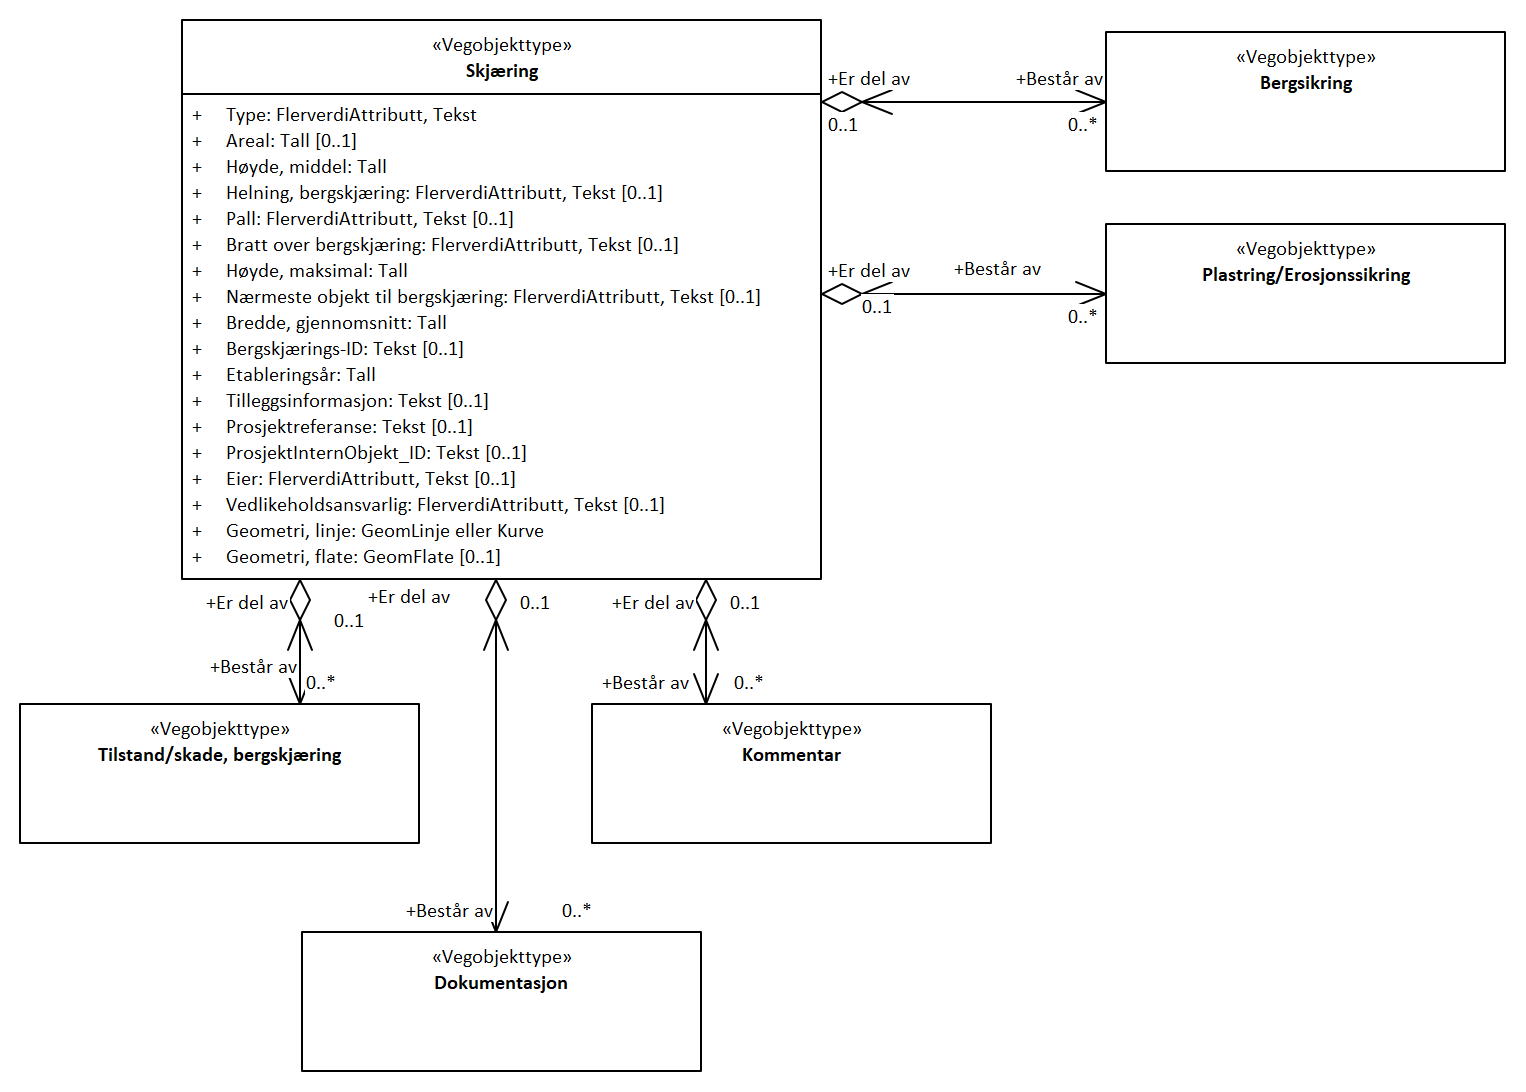 «Vegobjekttype»
Skjæring
+ Type: FlerverdiAttributt, Tekst
+ Areal: Tall [0..1]
+ Høyde, middel: Tall
+ Helning, bergskjæring: FlerverdiAttributt, Tekst [0..1]
+ Pall: FlerverdiAttributt, Tekst [0..1]
+ Bratt over bergskjæring: FlerverdiAttributt, Tekst [0..1]
+ Høyde, maksimal: Tall
+ Nærmeste objekt til bergskjæring: FlerverdiAttributt, Tekst [0..1]
+ Bredde, gjennomsnitt: Tall
+ Bergskjærings-ID: Tekst [0..1]
+ Etableringsår: Tall
+ Tilleggsinformasjon: Tekst [0..1]
+ Prosjektreferanse: Tekst [0..1]
+ ProsjektInternObjekt_ID: Tekst [0..1]
+ Eier: FlerverdiAttributt, Tekst [0..1]
+ Vedlikeholdsansvarlig: FlerverdiAttributt, Tekst [0..1]
+ Geometri, linje: GeomLinje eller Kurve
+ Geometri, flate: GeomFlate [0..1]
+Er del av
+Består av
0..1
0..*
«Vegobjekttype»
Bergsikring
+Er del av
+Består av
0..1
0..*
«Vegobjekttype»
Plastring/Erosjonssikring
+Er del av
0..1
+Består av
0..*
«Vegobjekttype»
Tilstand/skade, bergskjæring
+Er del av
0..1
+Består av
0..*
«Vegobjekttype»
Dokumentasjon
+Er del av
0..1
+Består av
0..*
«Vegobjekttype»
Kommentar